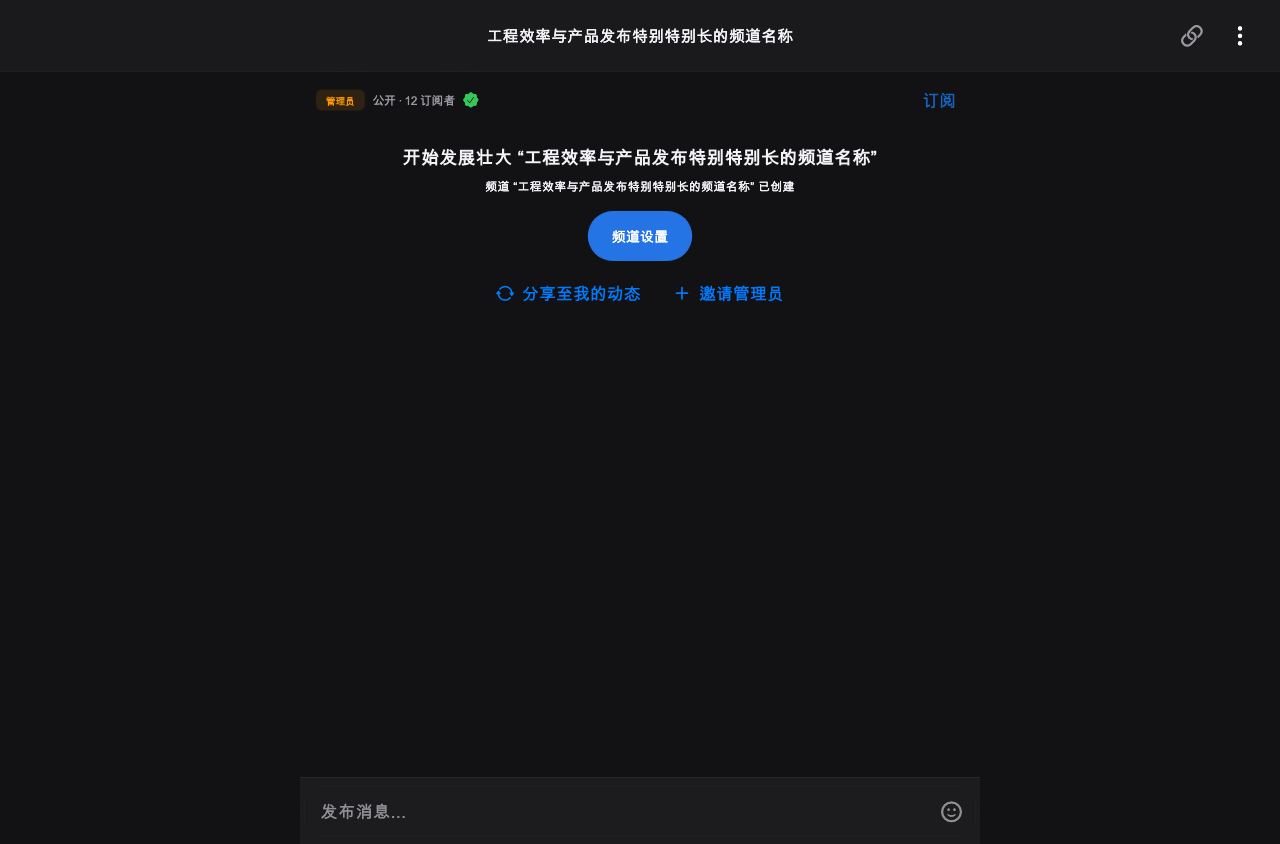 工程效率与产品发布特别特别长的频道名称
管理员 公开 · 12 订阅者 订阅
开始发展壮大 “工程效率与产品发布特别特别长的频道名称”
频道 “工程效率与产品发布特别特别长的频道名称” 已创建
频道设置
分享至我的动态 邀请管理员
发布消息...